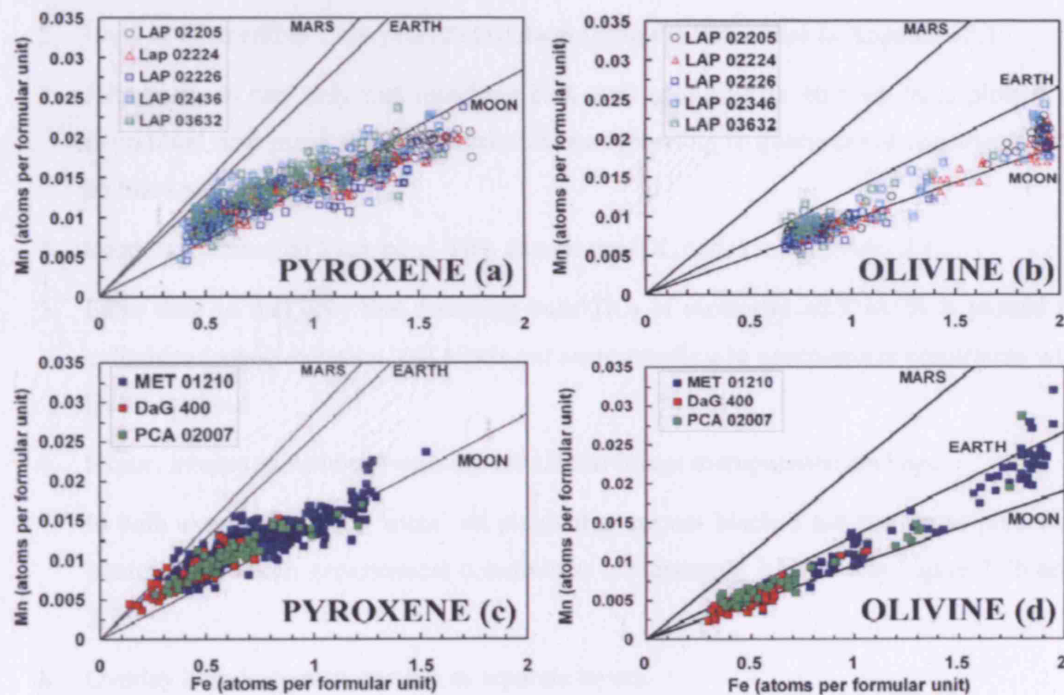 0.035
0.03
0.025
0.02
0.015
0.01
0.005
0
Mn (atoms per formular unit)
LAP 02205
Lap 02224
LAP 02226
LAP 02436
LAP 03632
MARS
EARTH
MOON
PYROXENE (a)
0 0.5 1 1.5 2
0.035
0.03
0.025
0.02
0.015
0.01
0.005
0
Mn (atoms per formular unit)
LAP 02205
LAP 02224
LAP 02226
LAP 02346
LAP 03632
MARS
EARTH
MOON
OLIVINE (b)
0 0.5 1 1.5 2
0.035
0.03
0.025
0.02
0.015
0.01
0.005
0
Mn (atoms per formular unit)
MET 01210
DaG 400
PCA 02007
MARS
EARTH
MOON
PYROXENE (c)
0 0.5 1 1.5 2
Fe (atoms per formular unit)
0.035
0.03
0.025
0.02
0.015
0.01
0.005
0
Mn (atoms per formular unit)
MET 01210
DaG 400
PCA 02007
MARS
EARTH
MOON
OLIVINE (d)
0 0.5 1 1.5 2
Fe (atoms per formular unit)